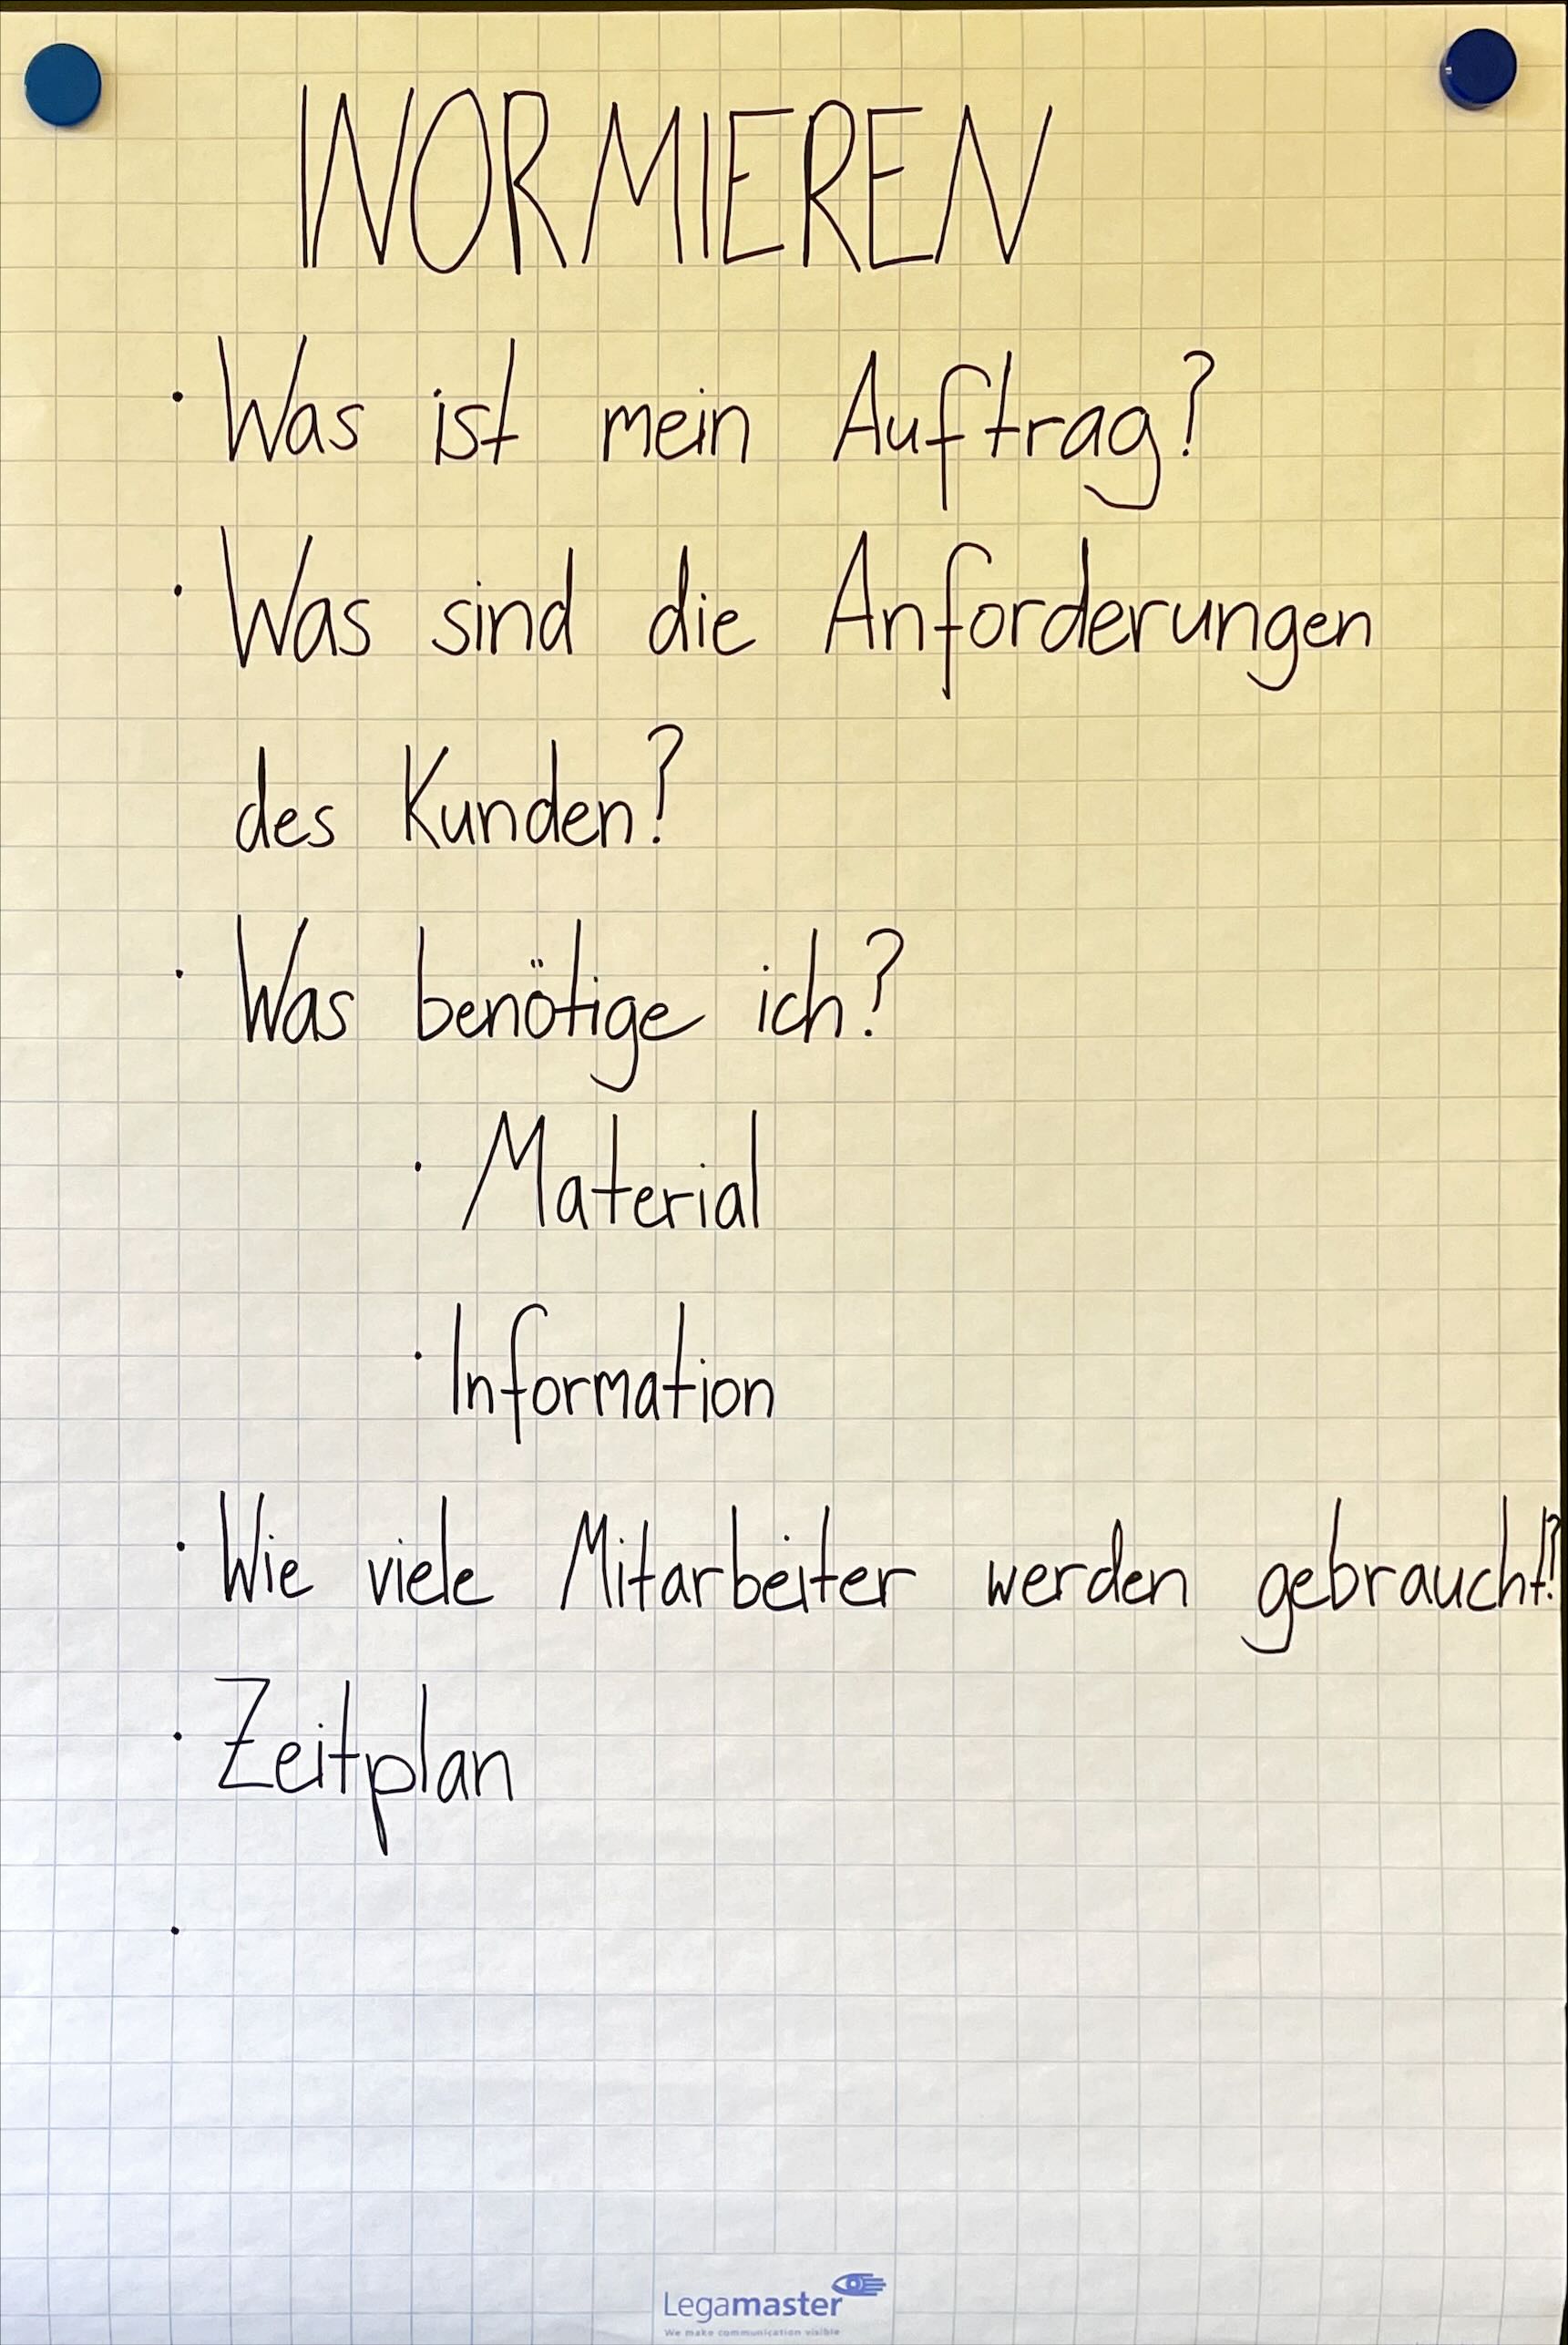 INORMIEREN
· Was ist mein Auftrag?
· Was sind die Anforderungen
des Kunden?
· Was benötige ich?
· Material
· Information
· Wie viele Mitarbeiter werden gebraucht!?
· Zeitplan
·
Legamaster
We make communication visible